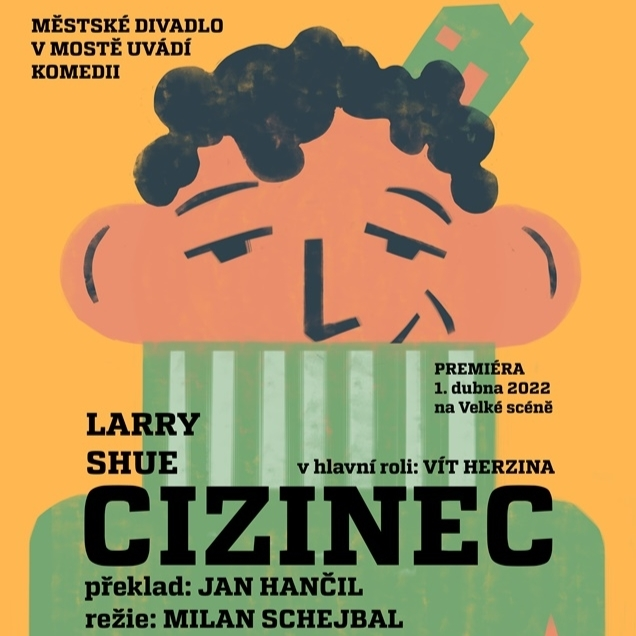 MĚSTSKÉ DIVADLO
V MOSTĚ UVÁDÍ
KOMEDII
PREMIÉRA
1. dubna 2022
na Velké scéně
LARRY
SHUE
v hlavní roli: VÍT HERZINA
CIZINEC
překlad: JAN HANČIL
režie: MILAN SCHEJBAL